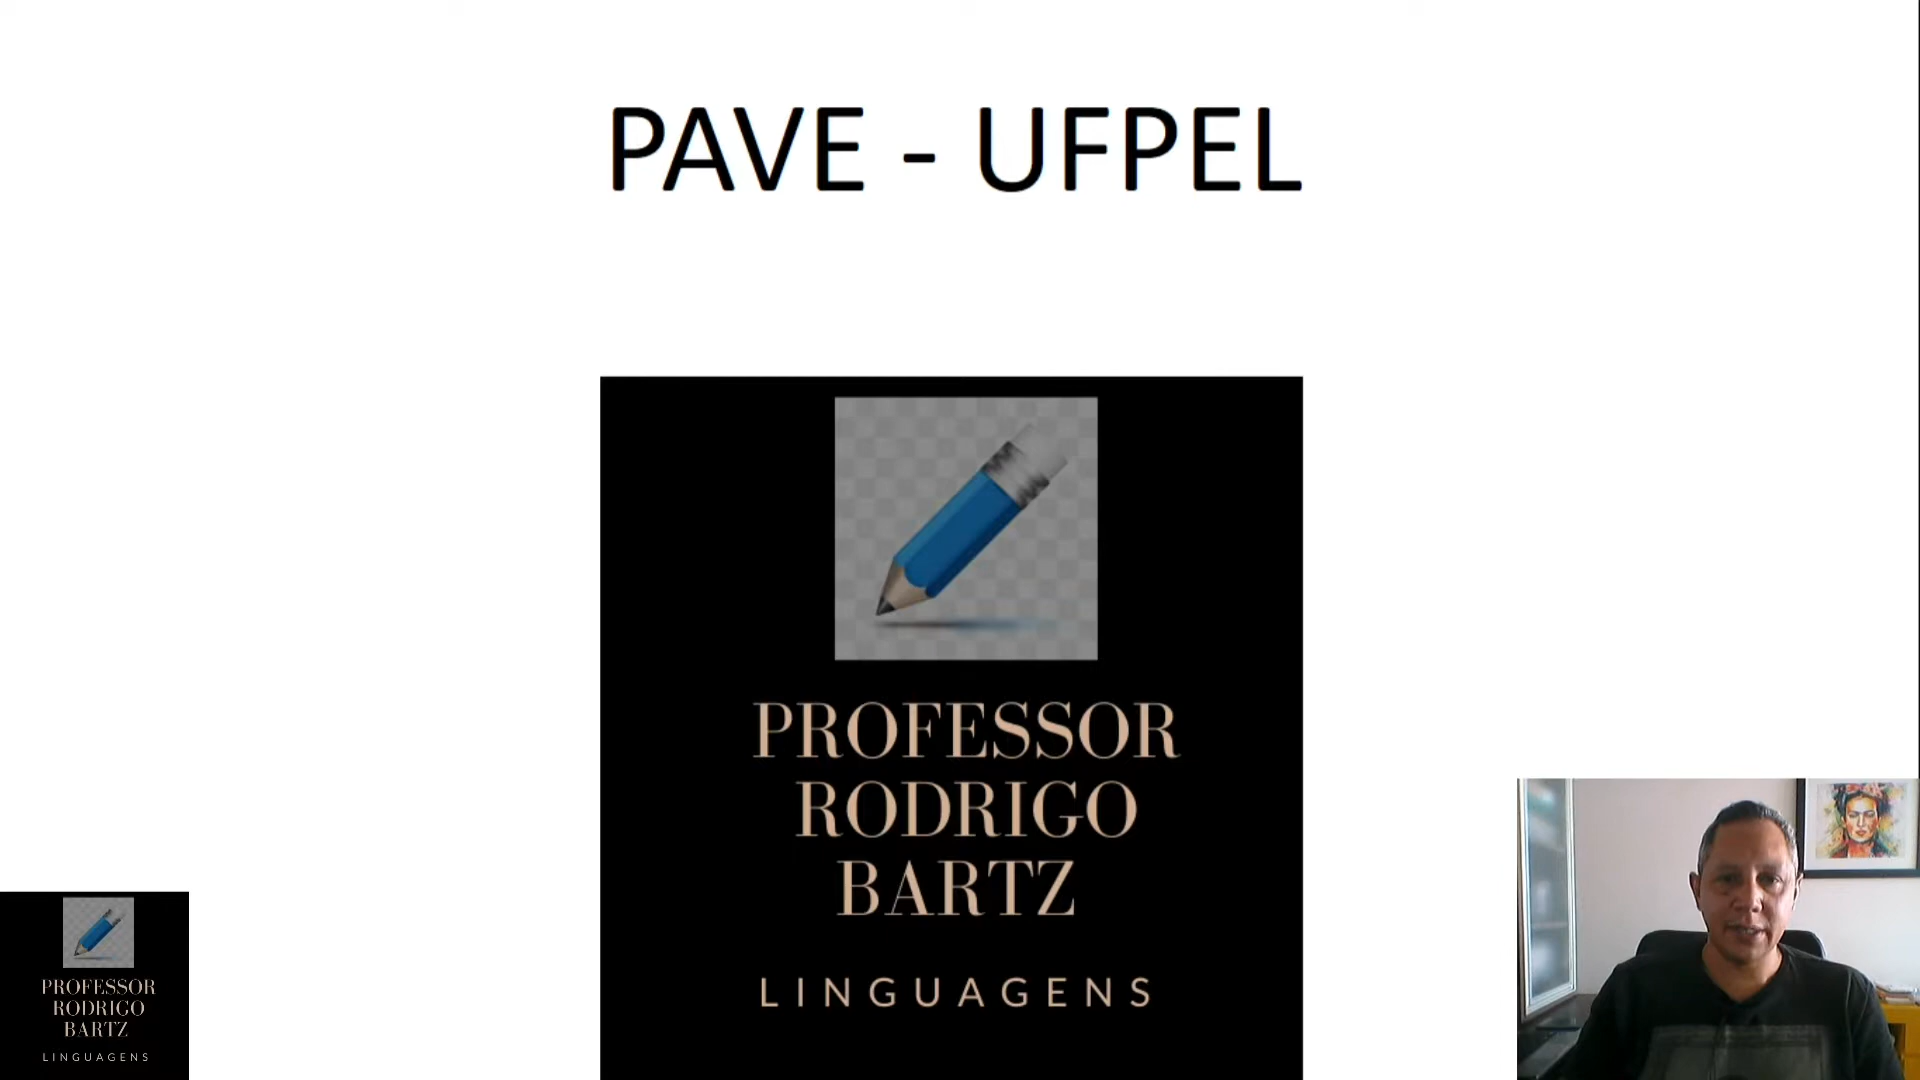 PAVE - UFPEL
PROFESSOR
RODRIGO
BARTZ
LINGUAGENS
PROFESSOR
RODRIGO
BARTZ
LINGUAGENS